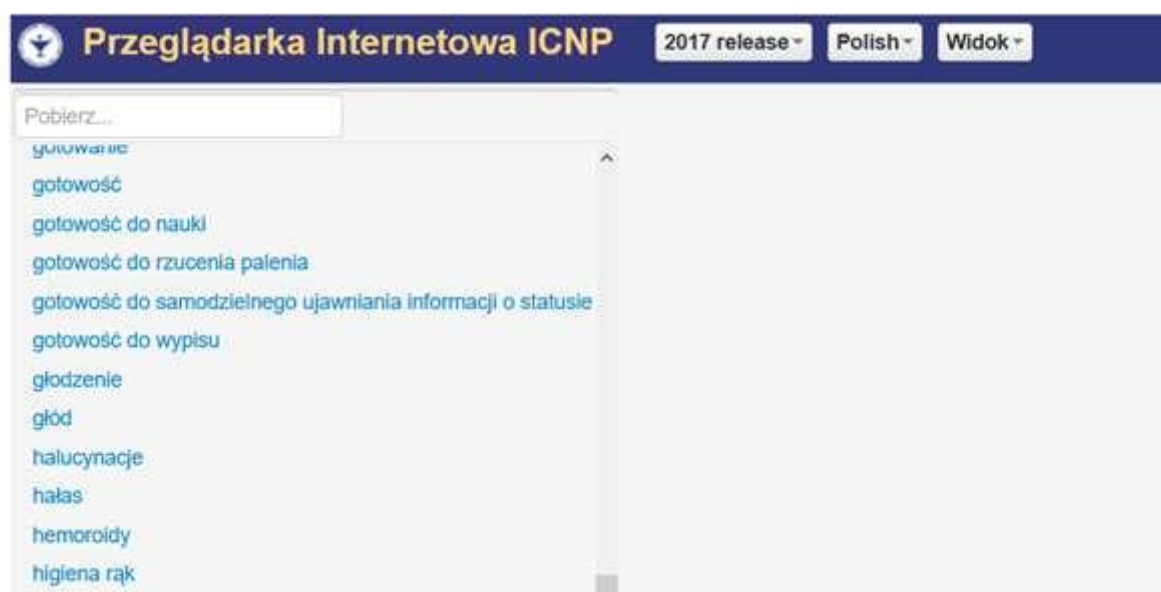 Przeglądarka Internetowa ICNP 2017 release Polish Widok
Pobierz...
gotowanie
gotowość
gotowość do nauki
gotowość do rzucenia palenia
gotowość do samodzielnego ujawniania informacji o statusie
gotowość do wypisu
głodzenie
głód
halucynacje
hałas
hemoroidy
higiena rąk